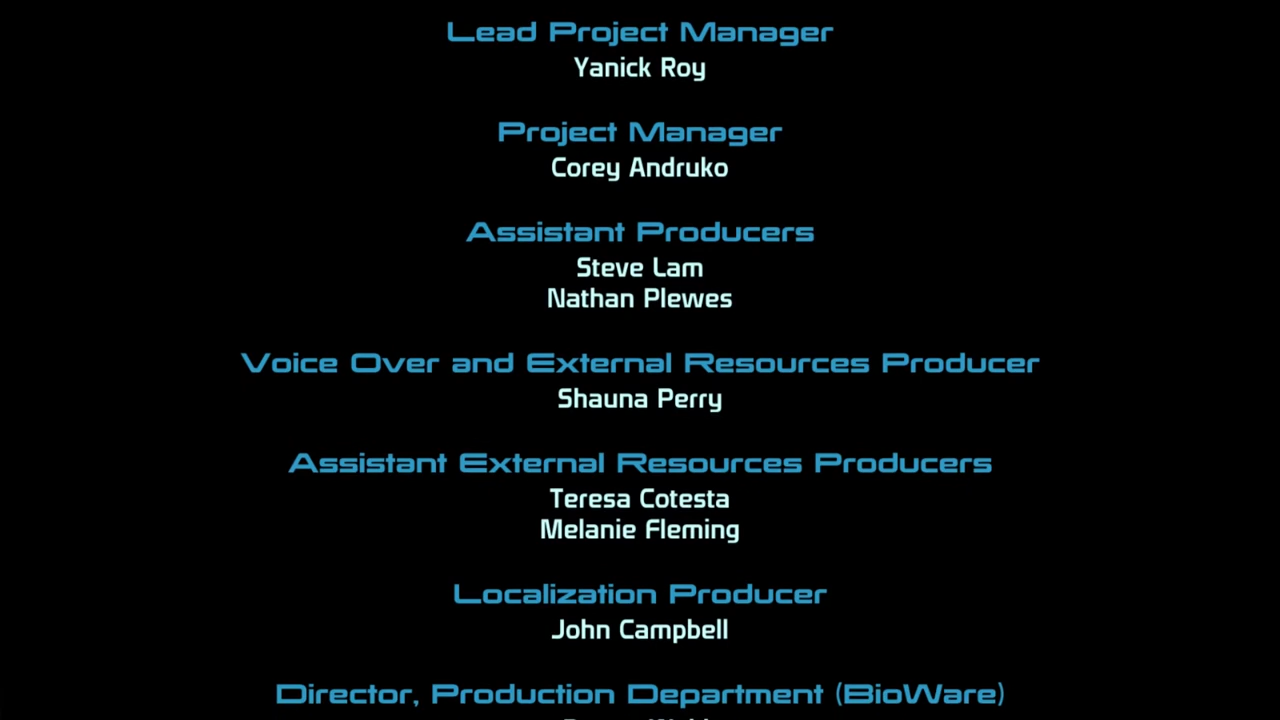 Lead Project Manager
Yanick Roy
Project Manager
Corey Andruko
Assistant Producers
Steve Lam
Nathan Plewes
Voice Over and External Resources Producer
Shauna Perry
Assistant External Resources Producers
Teresa Cotesta
Melanie Fleming
Localization Producer
John Campbell
Director, Production Department (BioWare)